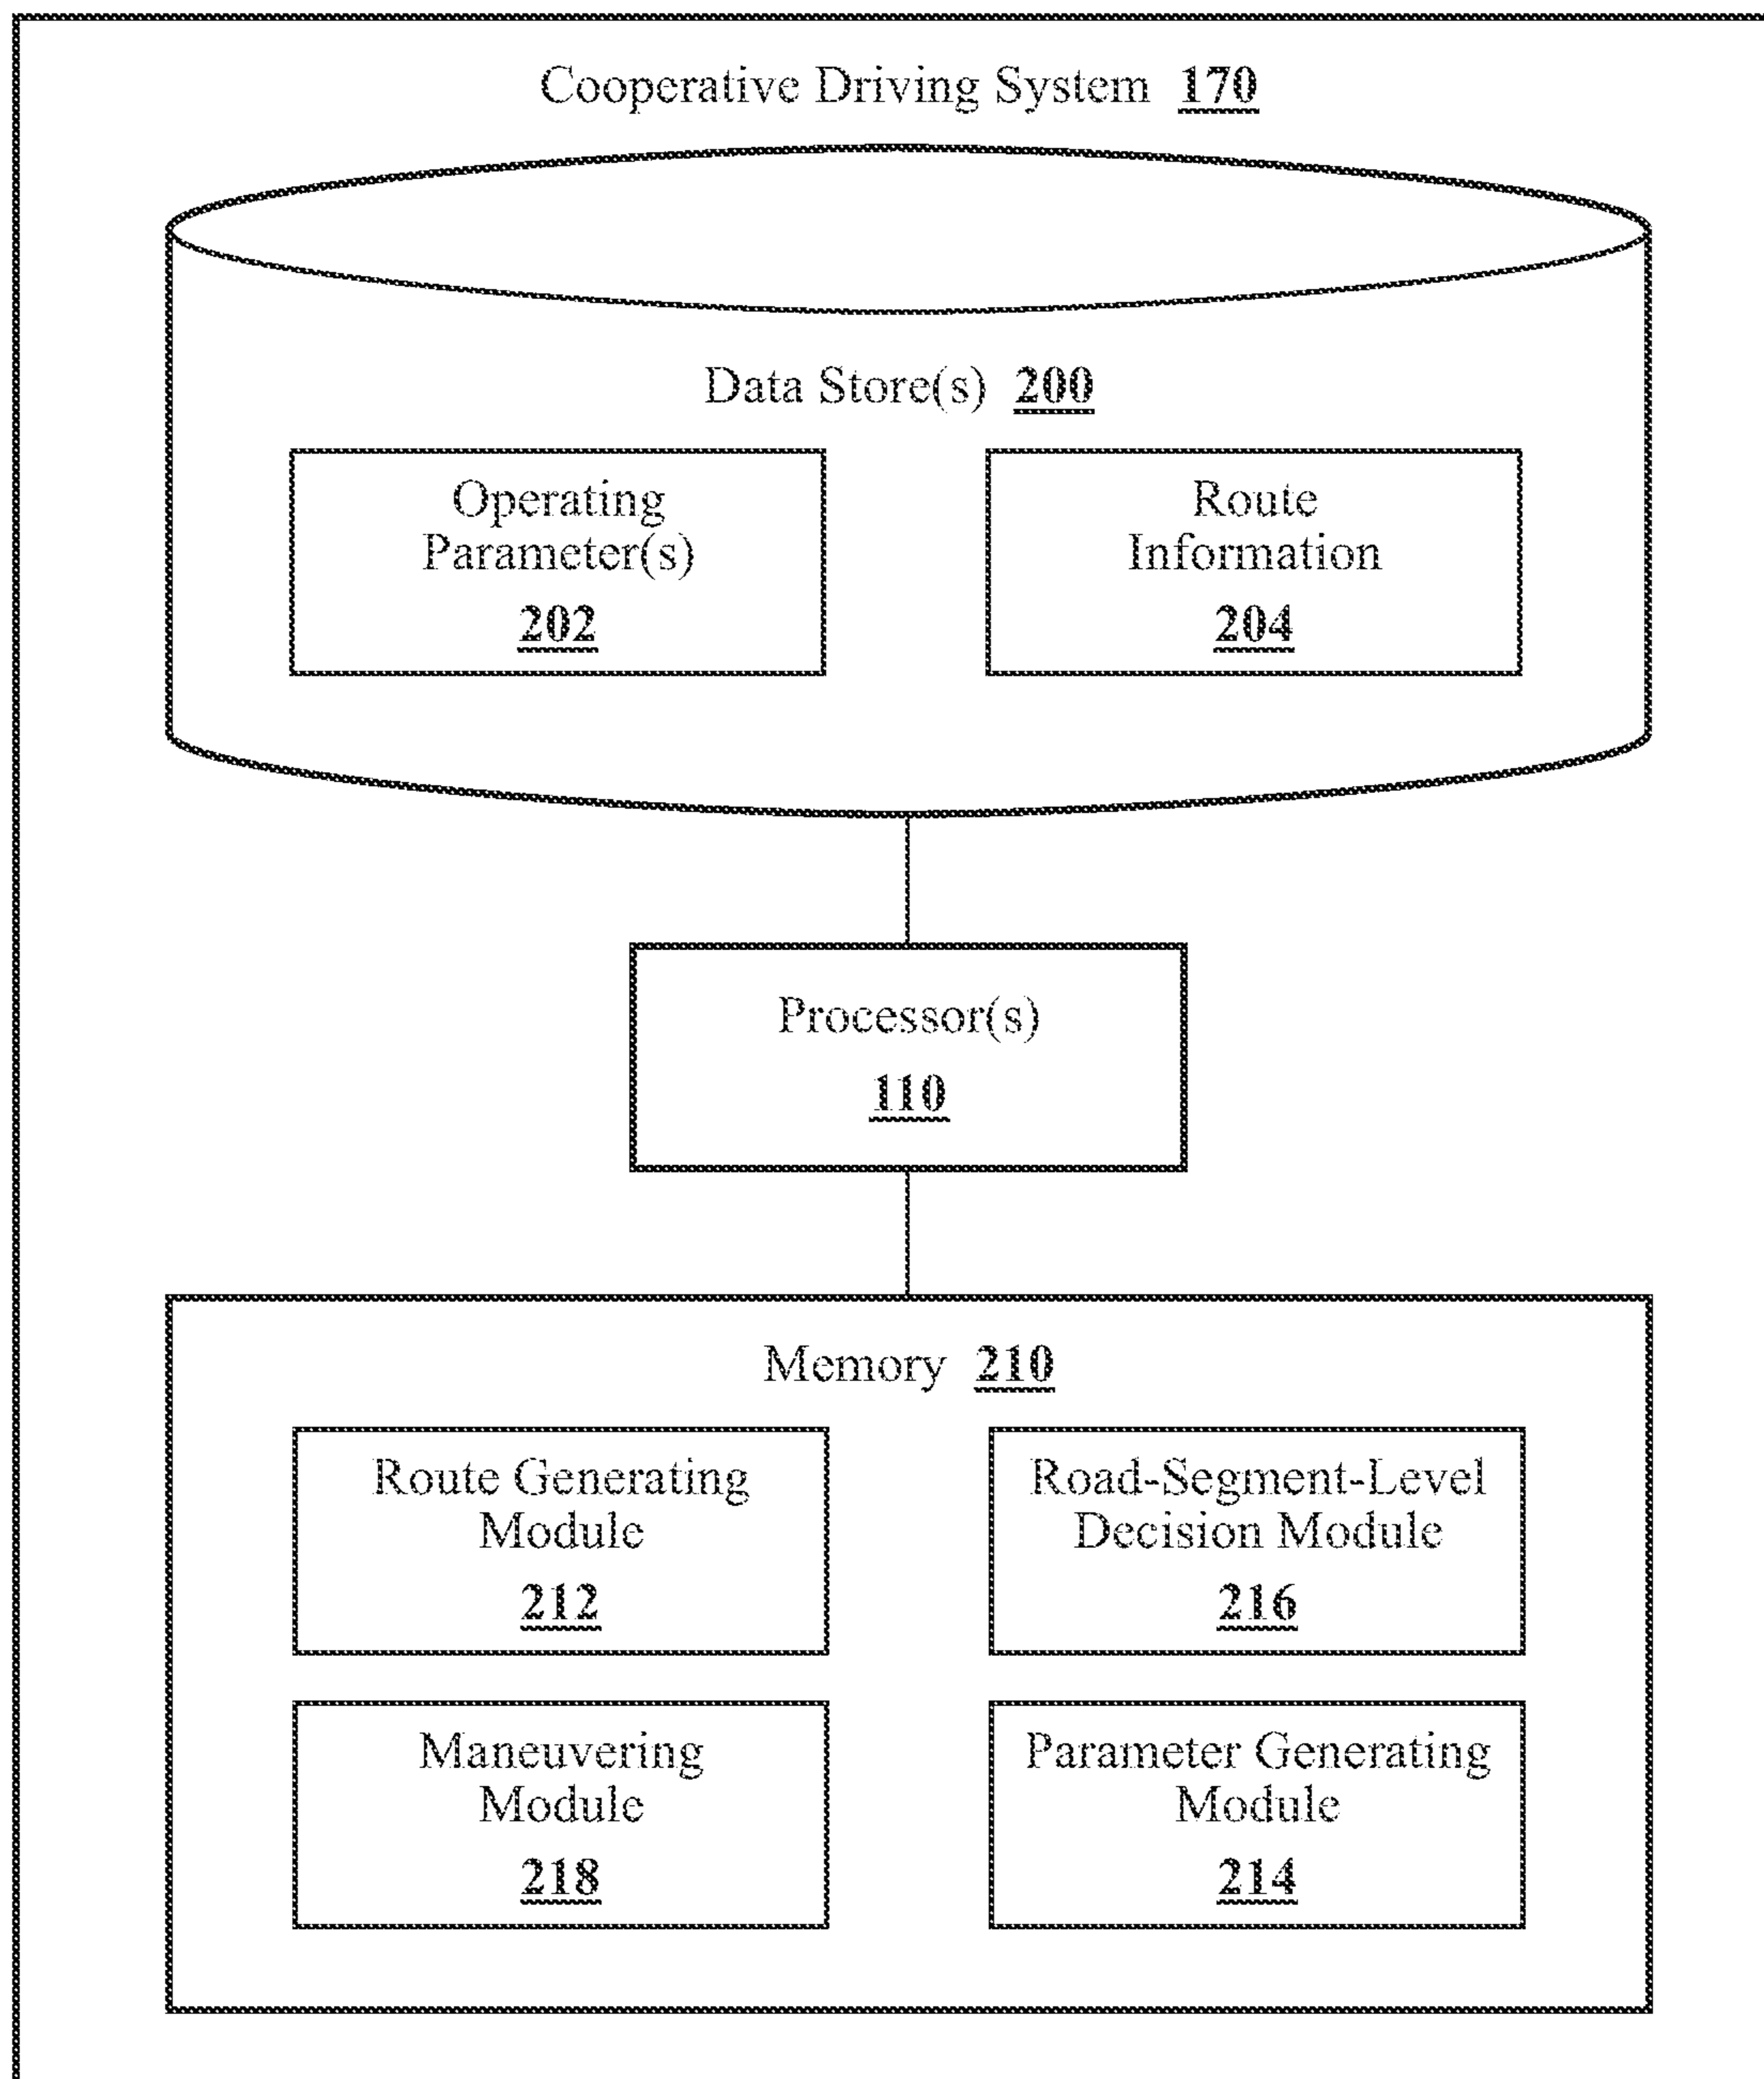 Cooperative Driving System 170
Data Store(s) 200
Operating
Parameter(s)
202
Route
Information
204
Processor(s)
110
Memory 210
Route Generating
Module
212
Road-Segment-Level
Decision Module
216
Maneuvering
Module
218
Parameter Generating
Module
214